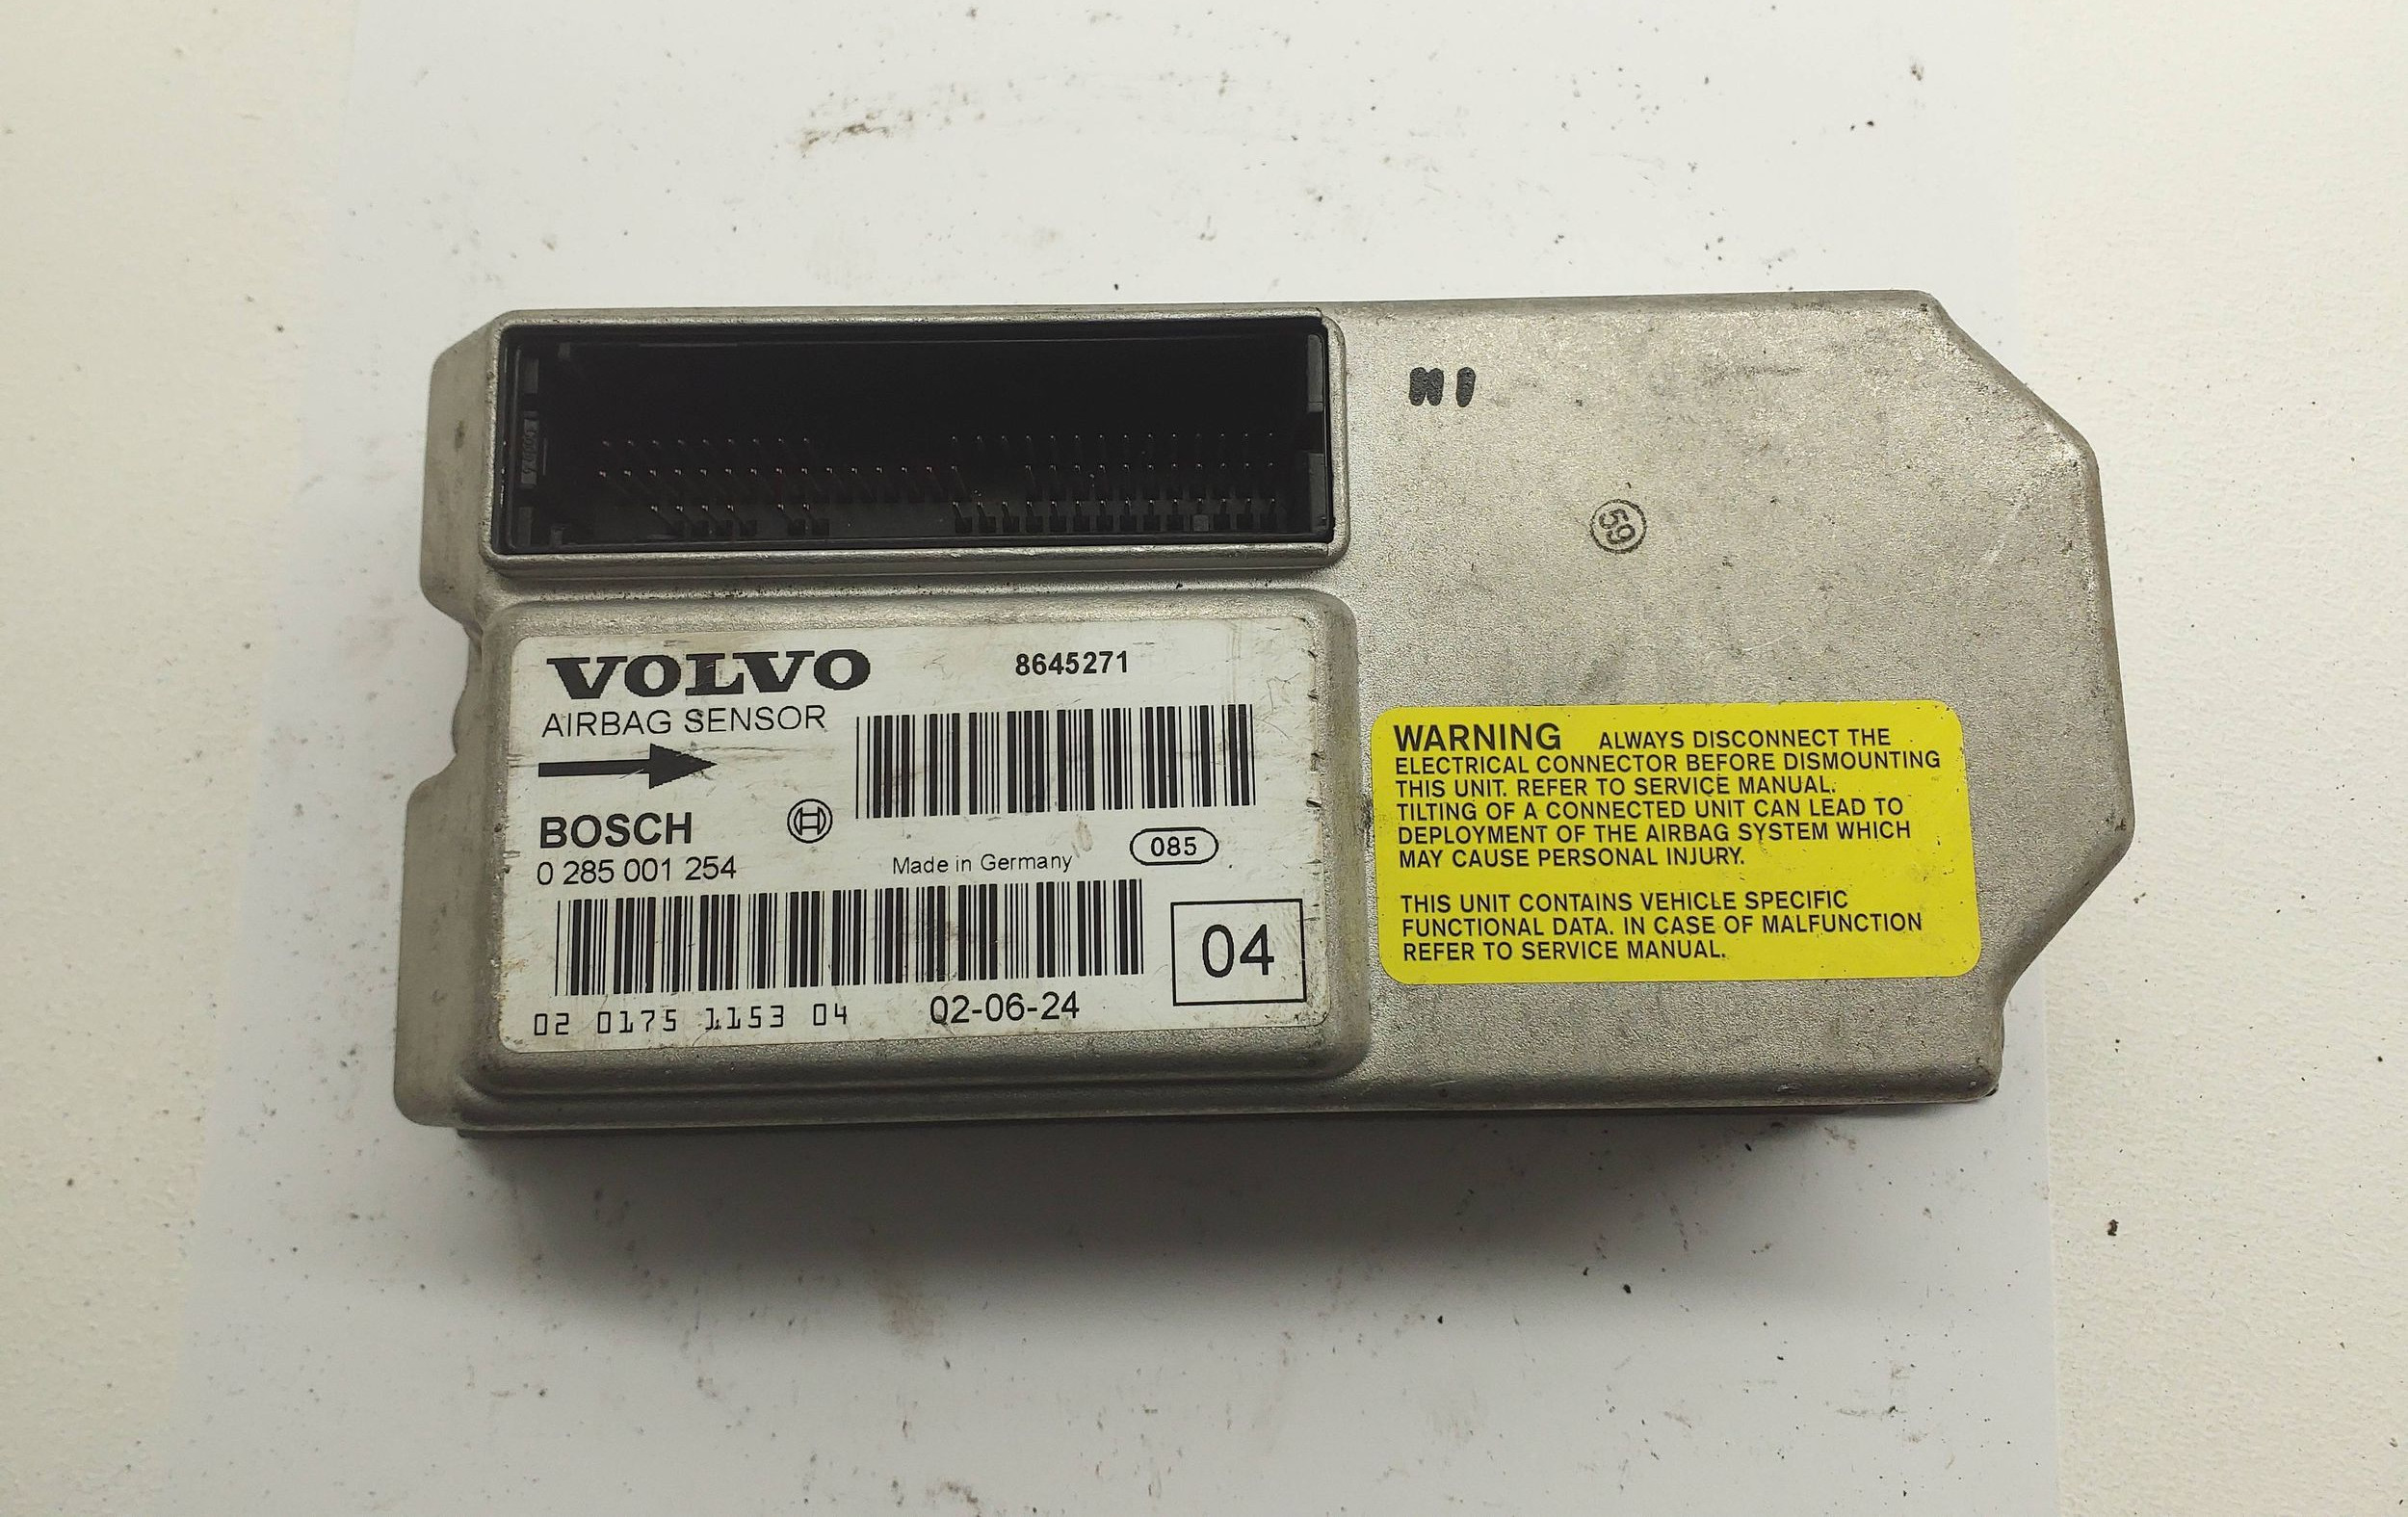 N1
59
VOLVO
8645271
AIRBAG SENSOR
BOSCH
0 285 001 254
Made in Germany
085
04
02 0175 1153 04
02-06-24
WARNING ALWAYS DISCONNECT THE
ELECTRICAL CONNECTOR BEFORE DISMOUNTING
THIS UNIT. REFER TO SERVICE MANUAL.
TILTING OF A CONNECTED UNIT CAN LEAD TO
DEPLOYMENT OF THE AIRBAG SYSTEM WHICH
MAY CAUSE PERSONAL INJURY.
THIS UNIT CONTAINS VEHICLE SPECIFIC
FUNCTIONAL DATA. IN CASE OF MALFUNCTION
REFER TO SERVICE MANUAL.